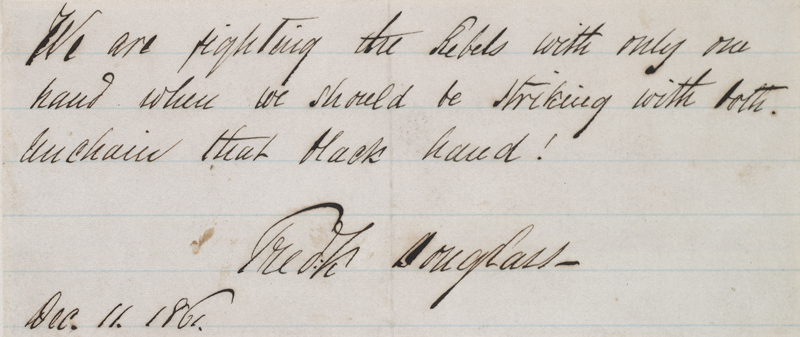 We are fighting the Rebels with only one
hand when we should be striking with both.
Unchain that black hand!
Fredk Douglass
Dec. 11. 1861.